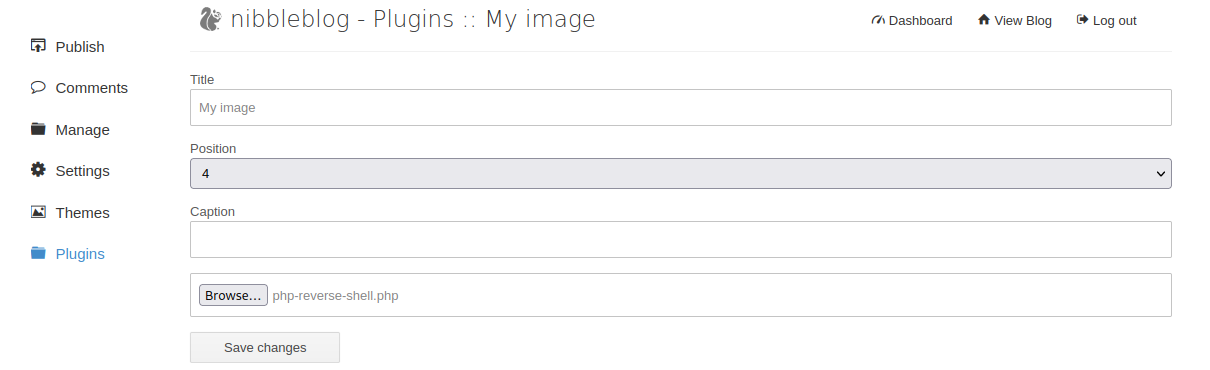 nibbleblog - Plugins :: My image
Dashboard
View Blog
Log out
Publish
Comments
Manage
Settings
Themes
Plugins
Title
My image
Position
4
Caption
Browse... php-reverse-shell.php
Save changes